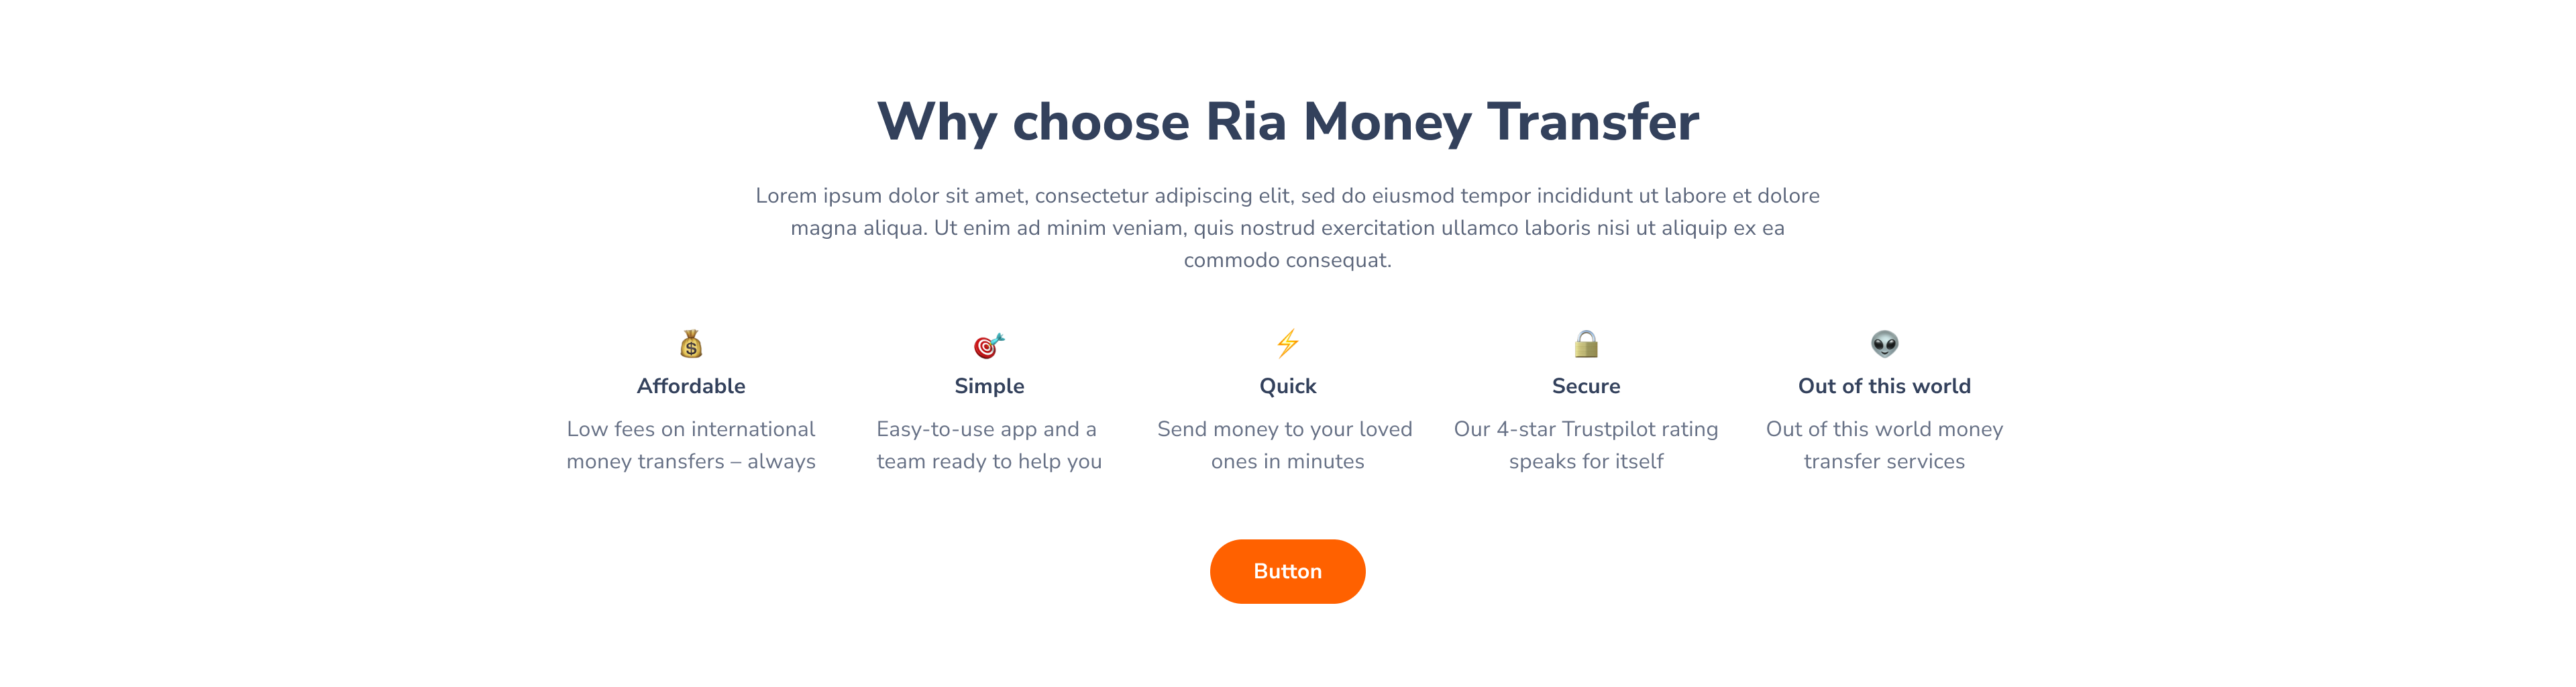 Why choose Ria Money Transfer
Lorem ipsum dolor sit amet, consectetur adipiscing elit, sed do eiusmod tempor incididunt ut labore et dolore
magna aliqua. Ut enim ad minim veniam, quis nostrud exercitation ullamco laboris nisi ut aliquip ex ea
commodo consequat.
Affordable
Low fees on international
money transfers – always
Simple
Easy-to-use app and a
team ready to help you
Quick
Send money to your loved
ones in minutes
Secure
Our 4-star Trustpilot rating
speaks for itself
Out of this world
Out of this world money
transfer services
Button